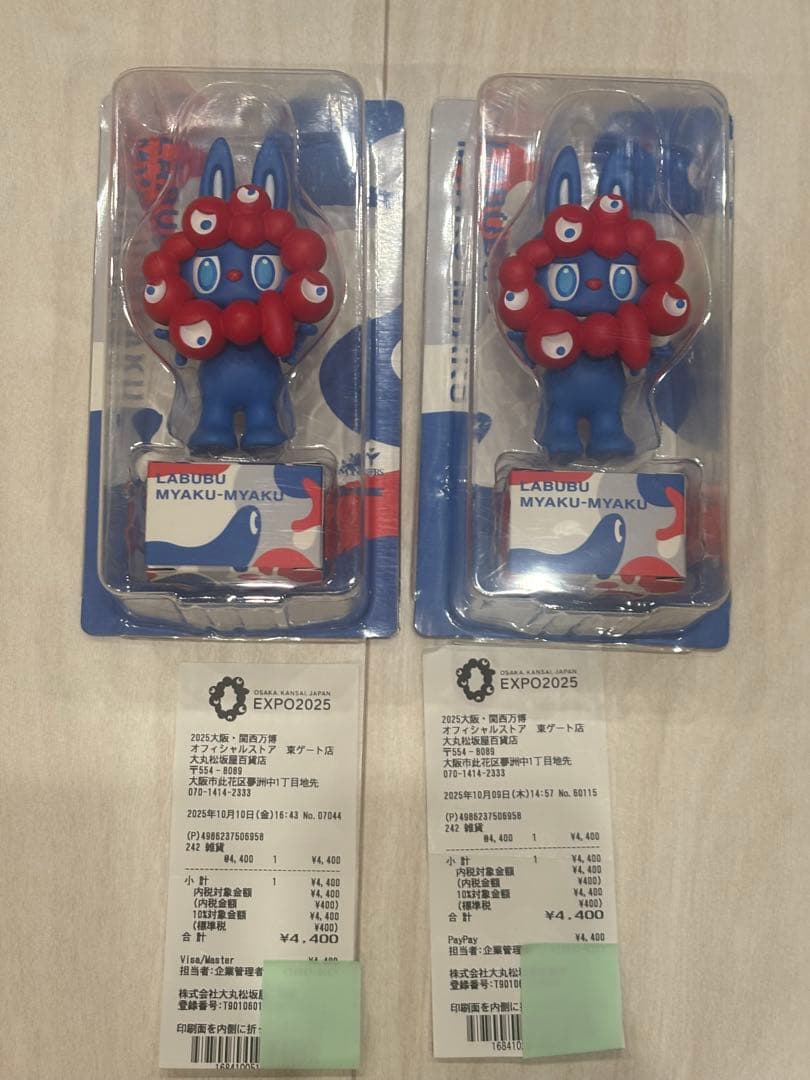 LABUBU
MYAKU-MYAKU
LABUBU
MYAKU-MYAKU
OSAKA, KANSAI, JAPAN
EXPO2025
2025大阪・関西万博
オフィシャルストア 東ゲート店
大丸松坂屋百貨店
〒554-8089
大阪市此花区夢洲中1丁目地先
070-1414-2333
2025年10月10日(金)16:43 No.07044
(P)4986237506958
242 雑貨
@4,400 1 ¥4,400
小 計 1 ¥4,400
内税対象金額 ¥4,400
(内税金額 ¥400)
10%対象金額 ¥4,400
(標準税 ¥400)
合 計 ¥4,400
Visa/Master ¥4,400
担当者:企業管理者
株式会社大丸松坂屋
登録番号:T9010601
印刷面を内側に折っ
168410051
OSAKA, KANSAI, JAPAN
EXPO2025
2025大阪・関西万博
オフィシャルストア 東ゲート店
大丸松坂屋百貨店
〒554-8089
大阪市此花区夢洲中1丁目地先
070-1414-2333
2025年10月09日(木)14:57 No.60115
(P)4986237506958
242 雑貨
@4,400 1 ¥4,400
小 計 1 ¥4,400
内税対象金額 ¥4,400
(内税金額 ¥400)
10%対象金額 ¥4,400
(標準税 ¥400)
合 計 ¥4,400
PayPay ¥4,400
担当者:企業管理
株式会社大丸松
登録番号:T90106
印刷面を内側に
168410